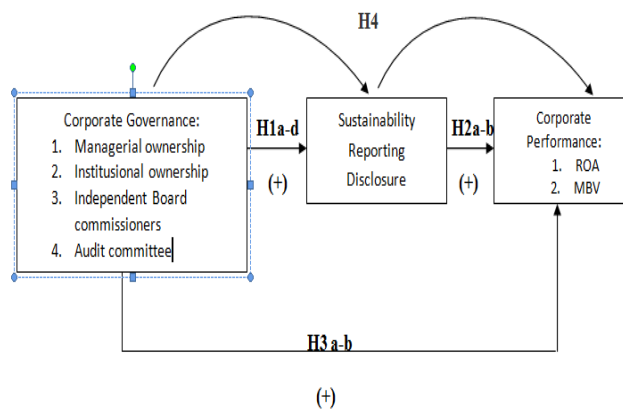 H4
Corporate Governance:
1. Managerial ownership
2. Institutional ownership
3. Independent Board
commissioners
4. Audit committee
H1a-d
(+)
Sustainability
Reporting
Disclosure
H2a-b
(+)
Corporate
Performance:
1. ROA
2. MBV
H3 a-b
(+)